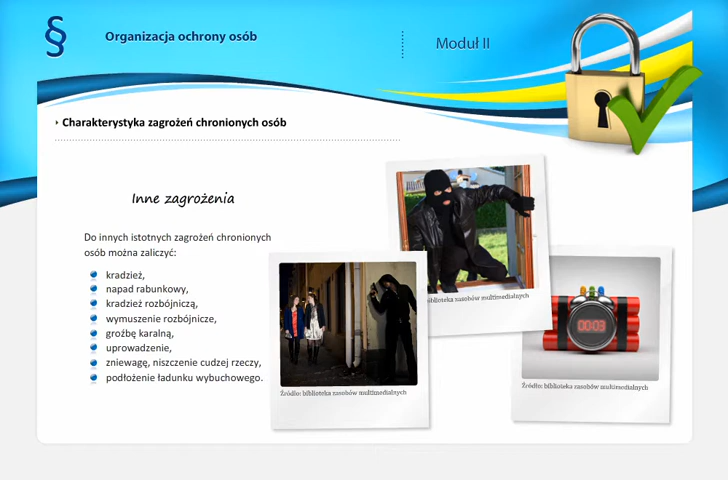 §
Organizacja ochrony osób
Moduł II
Charakterystyka zagrożeń chronionych osób
Inne zagrożenia
Do innych istotnych zagrożeń chronionych
osób można zaliczyć:
kradzież,
napad rabunkowy,
kradzież rozbójniczą,
wymuszenie rozbójnicze,
groźbę karalną,
uprowadzenie,
zniewagę, niszczenie cudzej rzeczy,
podłożenie ładunku wybuchowego.
biblioteka zasobów multimedialnych
00:03
Źródło: biblioteka zasobów multimedialnych
Źródło: biblioteka zasobów multimedialnych